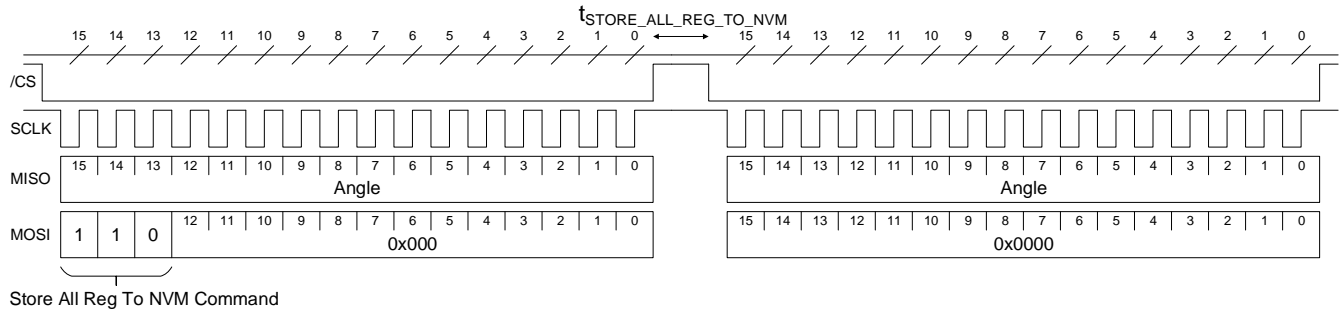 tSTORE_ALL_REG_TO_NVM
15 14 13 12 11 10 9 8 7 6 5 4 3 2 1 0 15 14 13 12 11 10 9 8 7 6 5 4 3 2 1 0
/CS
SCLK
15 14 13 12 11 10 9 8 7 6 5 4 3 2 1 0 15 14 13 12 11 10 9 8 7 6 5 4 3 2 1 0
MISO
Angle Angle
12 11 10 9 8 7 6 5 4 3 2 1 0 15 14 13 12 11 10 9 8 7 6 5 4 3 2 1 0
MOSI 1 1 0
0x000 0x0000
Store All Reg To NVM Command